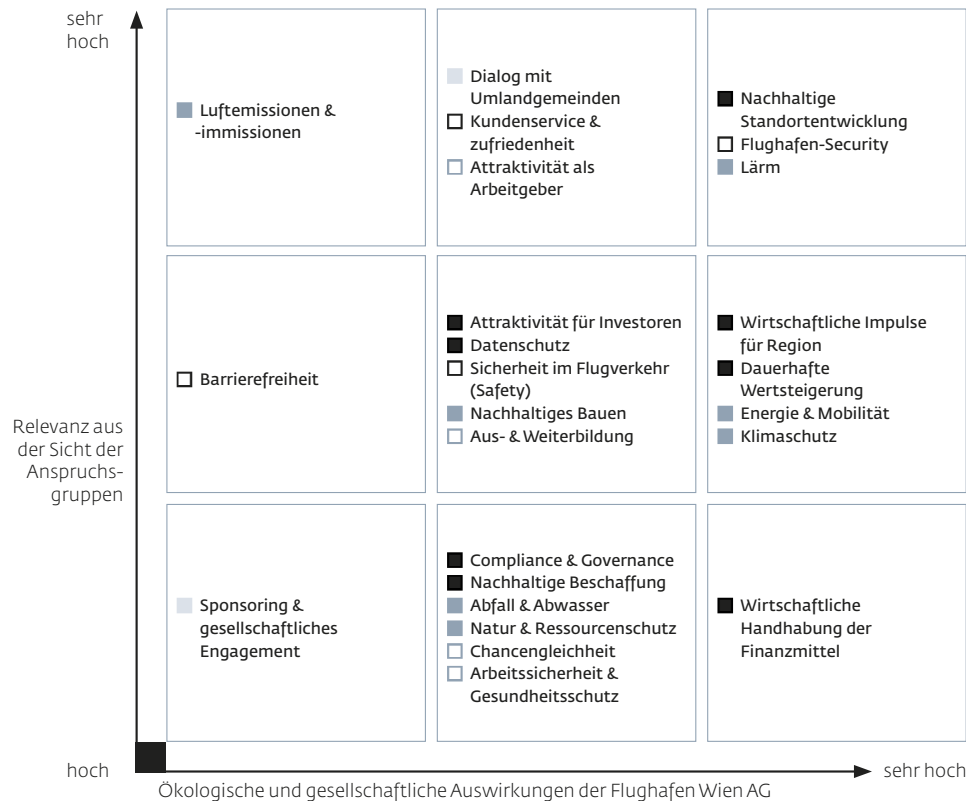 sehr
hoch
Luftemissionen &
-immissionen
Dialog mit
Umlandgemeinden
Kundenservice &
zufriedenheit
Attraktivität als
Arbeitgeber
Nachhaltige
Standortentwicklung
Flughafen-Security
Lärm
Relevanz aus
der Sicht der
Anspruchs-
gruppen
Barrierefreiheit
Attraktivität für Investoren
Datenschutz
Sicherheit im Flugverkehr
(Safety)
Nachhaltiges Bauen
Aus- & Weiterbildung
Wirtschaftliche Impulse
für Region
Dauerhafte
Wertsteigerung
Energie & Mobilität
Klimaschutz
Sponsoring &
gesellschaftliches
Engagement
Compliance & Governance
Nachhaltige Beschaffung
Abfall & Abwasser
Natur & Ressourcenschutz
Chancengleichheit
Arbeitssicherheit &
Gesundheitsschutz
Wirtschaftliche
Handhabung der
Finanzmittel
hoch
sehr hoch
Ökologische und gesellschaftliche Auswirkungen der Flughafen Wien AG